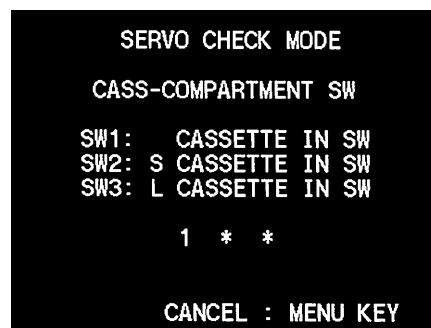 SERVO CHECK MODE
CASS-COMPARTMENT SW
SW1: CASSETTE IN SW
SW2: S CASSETTE IN SW
SW3: L CASSETTE IN SW
1 * *
CANCEL : MENU KEY